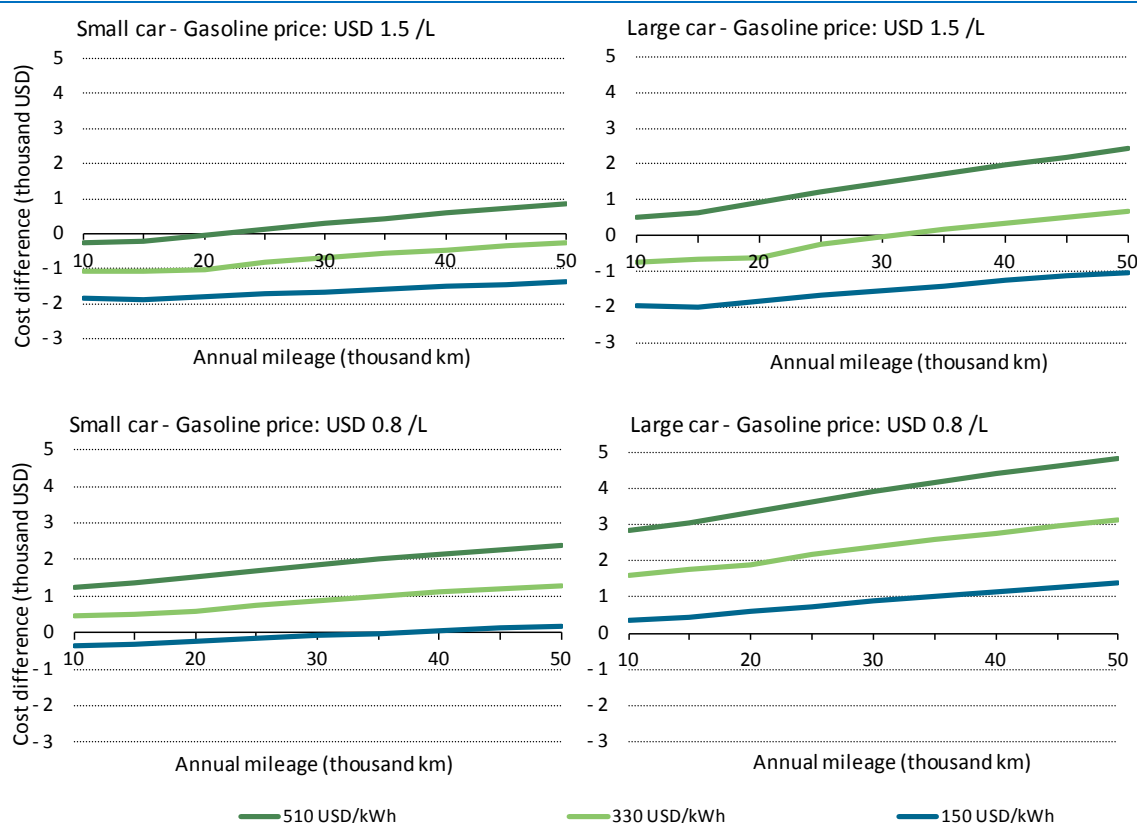 Small car - Gasoline price: USD 1.5 /L
Cost difference (thousand USD)
5
4
3
2
1
0
- 1
- 2
- 3
10 20 30 40 50
Annual mileage (thousand km)
Large car - Gasoline price: USD 1.5 /L
5
4
3
2
1
0
- 1
- 2
- 3
10 20 30 40 50
Annual mileage (thousand km)
Small car - Gasoline price: USD 0.8 /L
Cost difference (thousand USD)
5
4
3
2
1
0
- 1
- 2
- 3
10 20 30 40 50
Annual mileage (thousand km)
Large car - Gasoline price: USD 0.8 /L
5
4
3
2
1
0
- 1
- 2
- 3
10 20 30 40 50
Annual mileage (thousand km)
510 USD/kWh 330 USD/kWh 150 USD/kWh